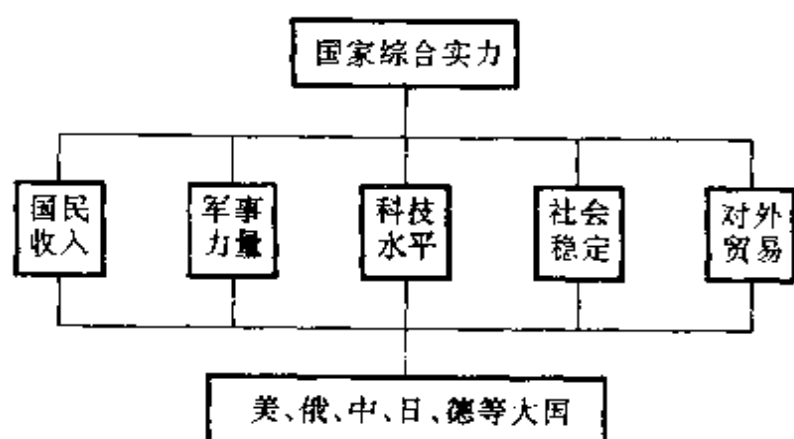 国家综合实力
国民
收入
军事
力量
科技
水平
社会
稳定
对外
贸易
美、俄、中、日、德等大国